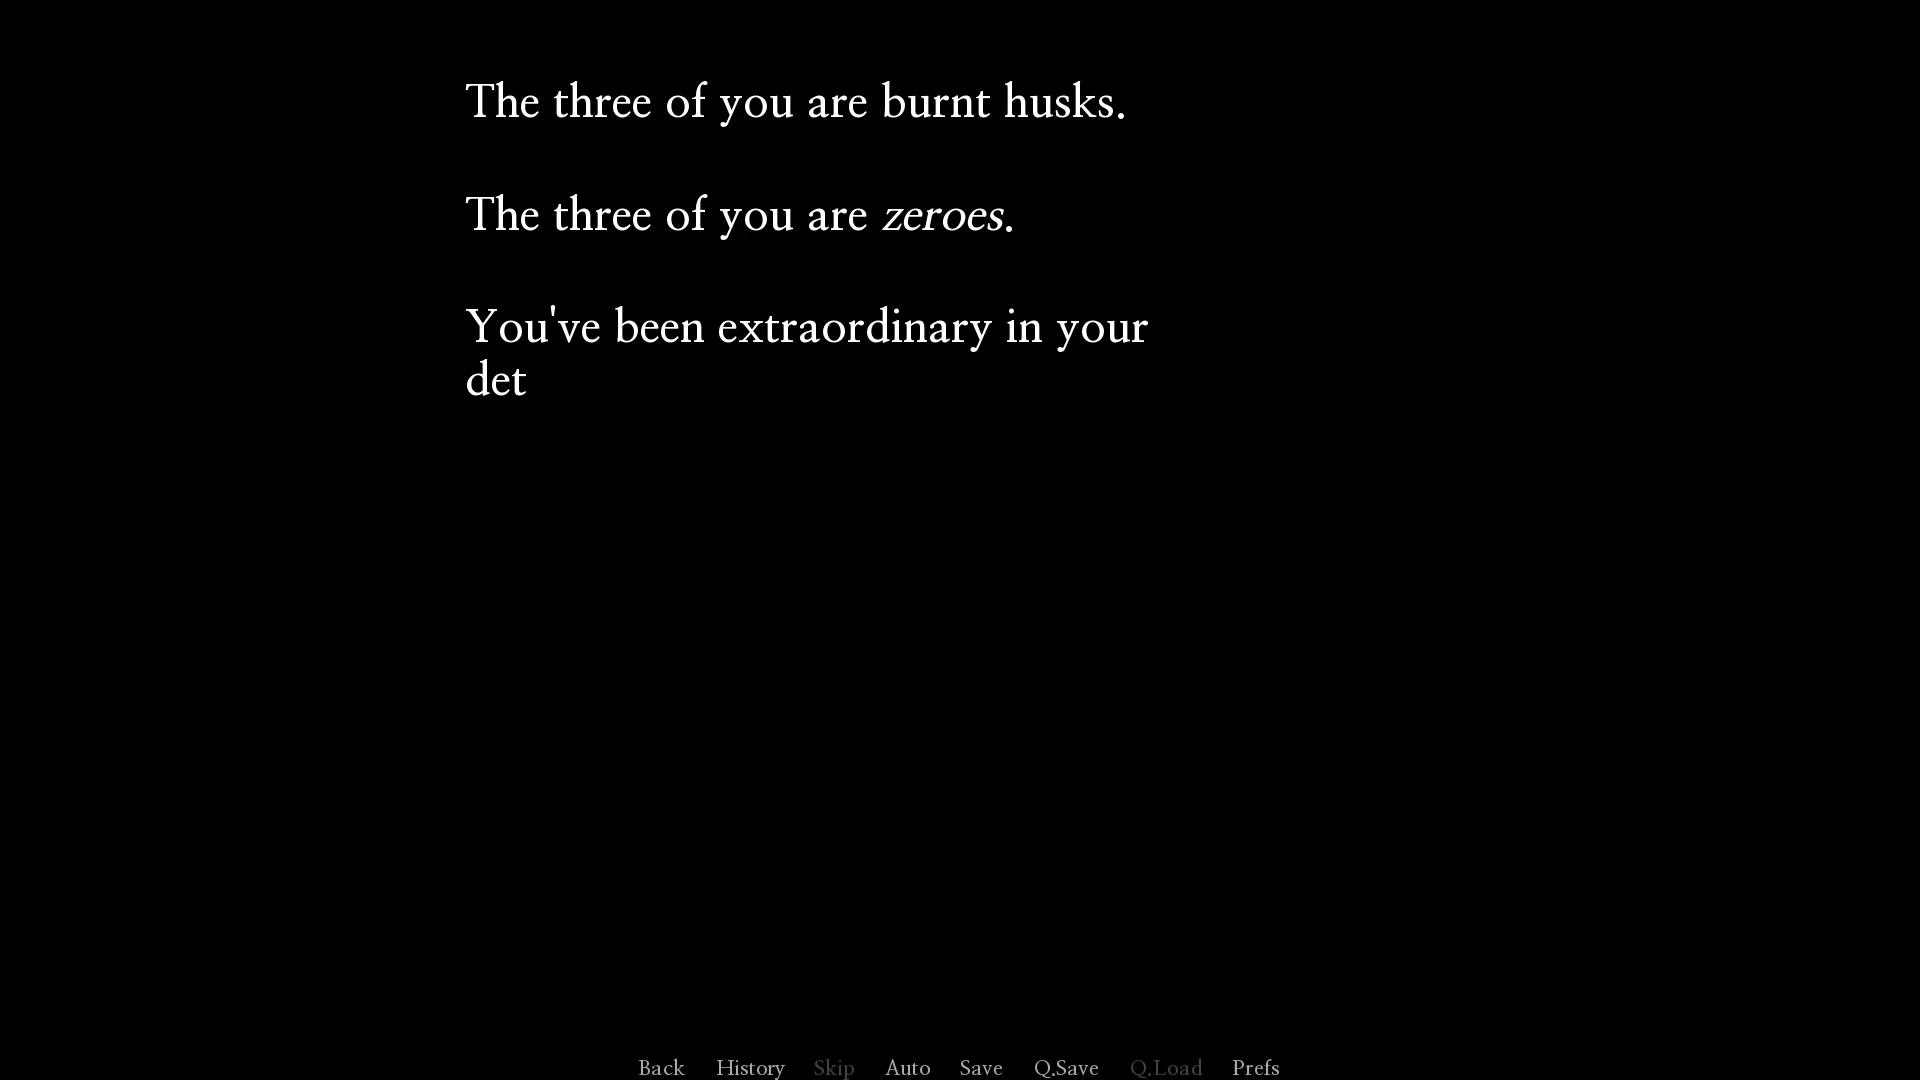 The three of you are burnt husks.
The three of you are zeroes.
You've been extraordinary in your
det
Back History Skip Auto Save Q.Save Q.Load Prefs